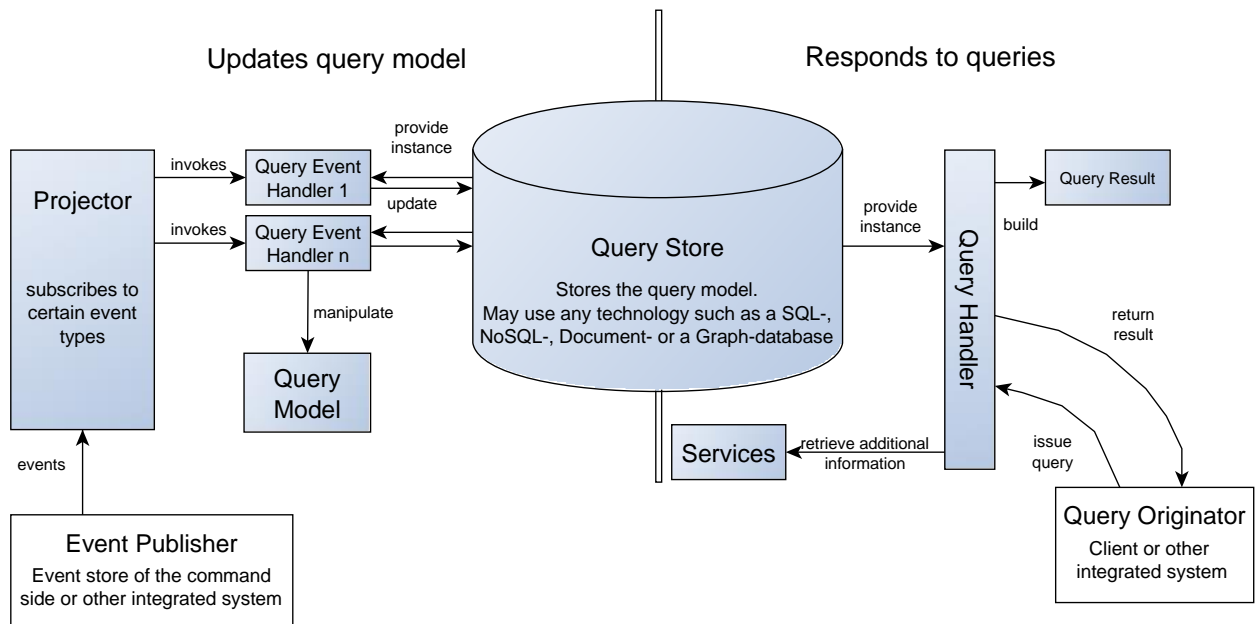 Updates query model
Responds to queries
provide
instance
invokes
Query Event
Handler 1
update
Projector
subscribes to
certain event
types
invokes
Query Event
Handler n
manipulate
Query
Model
events
Event Publisher
Event store of the command
side or other integrated system
Query Store
Stores the query model.
May use any technology such as a SQL-,
NoSQL-, Document- or a Graph-database
provide
instance
Query Handler
Query Result
build
return
result
Services
retrieve additional
information
issue
query
Query Originator
Client or other
integrated system